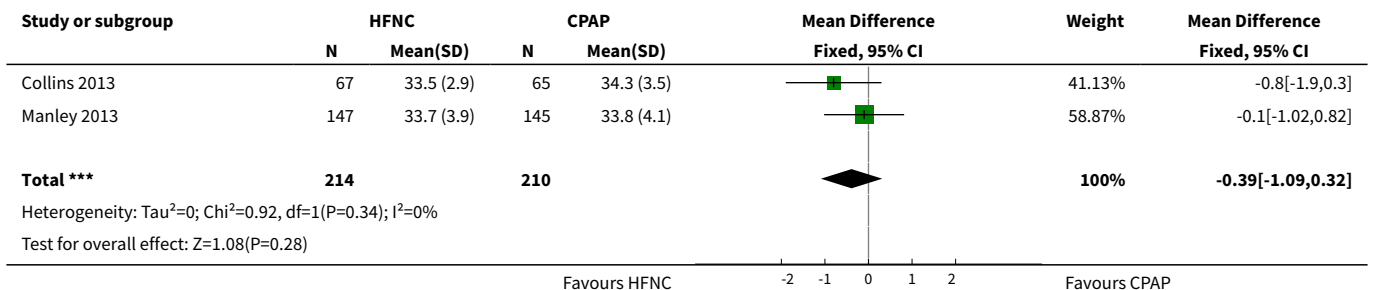 Study or subgroup HFNC CPAP Mean Difference Weight Mean Difference
N Mean(SD) N Mean(SD) Fixed, 95% CI Fixed, 95% CI
Collins 2013 67 33.5 (2.9) 65 34.3 (3.5) 41.13% -0.8[-1.9,0.3]
Manley 2013 147 33.7 (3.9) 145 33.8 (4.1) 58.87% -0.1[-1.02,0.82]
Total *** 214 210 100% -0.39[-1.09,0.32]
Heterogeneity: Tau²=0; Chi²=0.92, df=1(P=0.34); I²=0%
Test for overall effect: Z=1.08(P=0.28)
Favours HFNC -2 -1 0 1 2 Favours CPAP